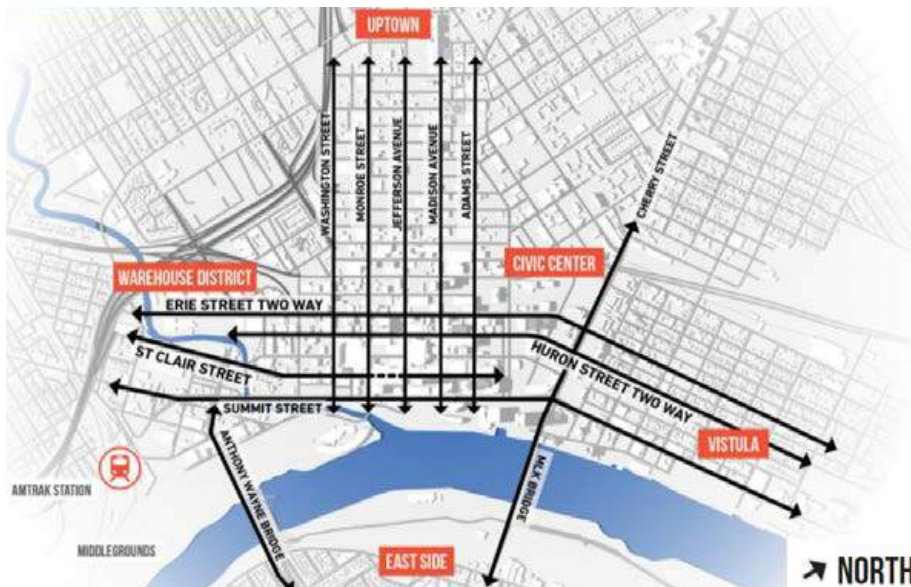 UPTOWN
WASHINGTON STREET
MONROE STREET
JEFFERSON AVENUE
MADISON AVENUE
ADAMS STREET
CHERRY STREET
CIVIC CENTER
WAREHOUSE DISTRICT
ERIE STREET TWO WAY
ST CLAIR STREET
HURON STREET TWO WAY
SUMMIT STREET
VISTULA
ANTHONY WAYNE BRIDGE
MLK BRIDGE
AMTRAK STATION
MIDDLEGROUNDS
EAST SIDE
NORTH